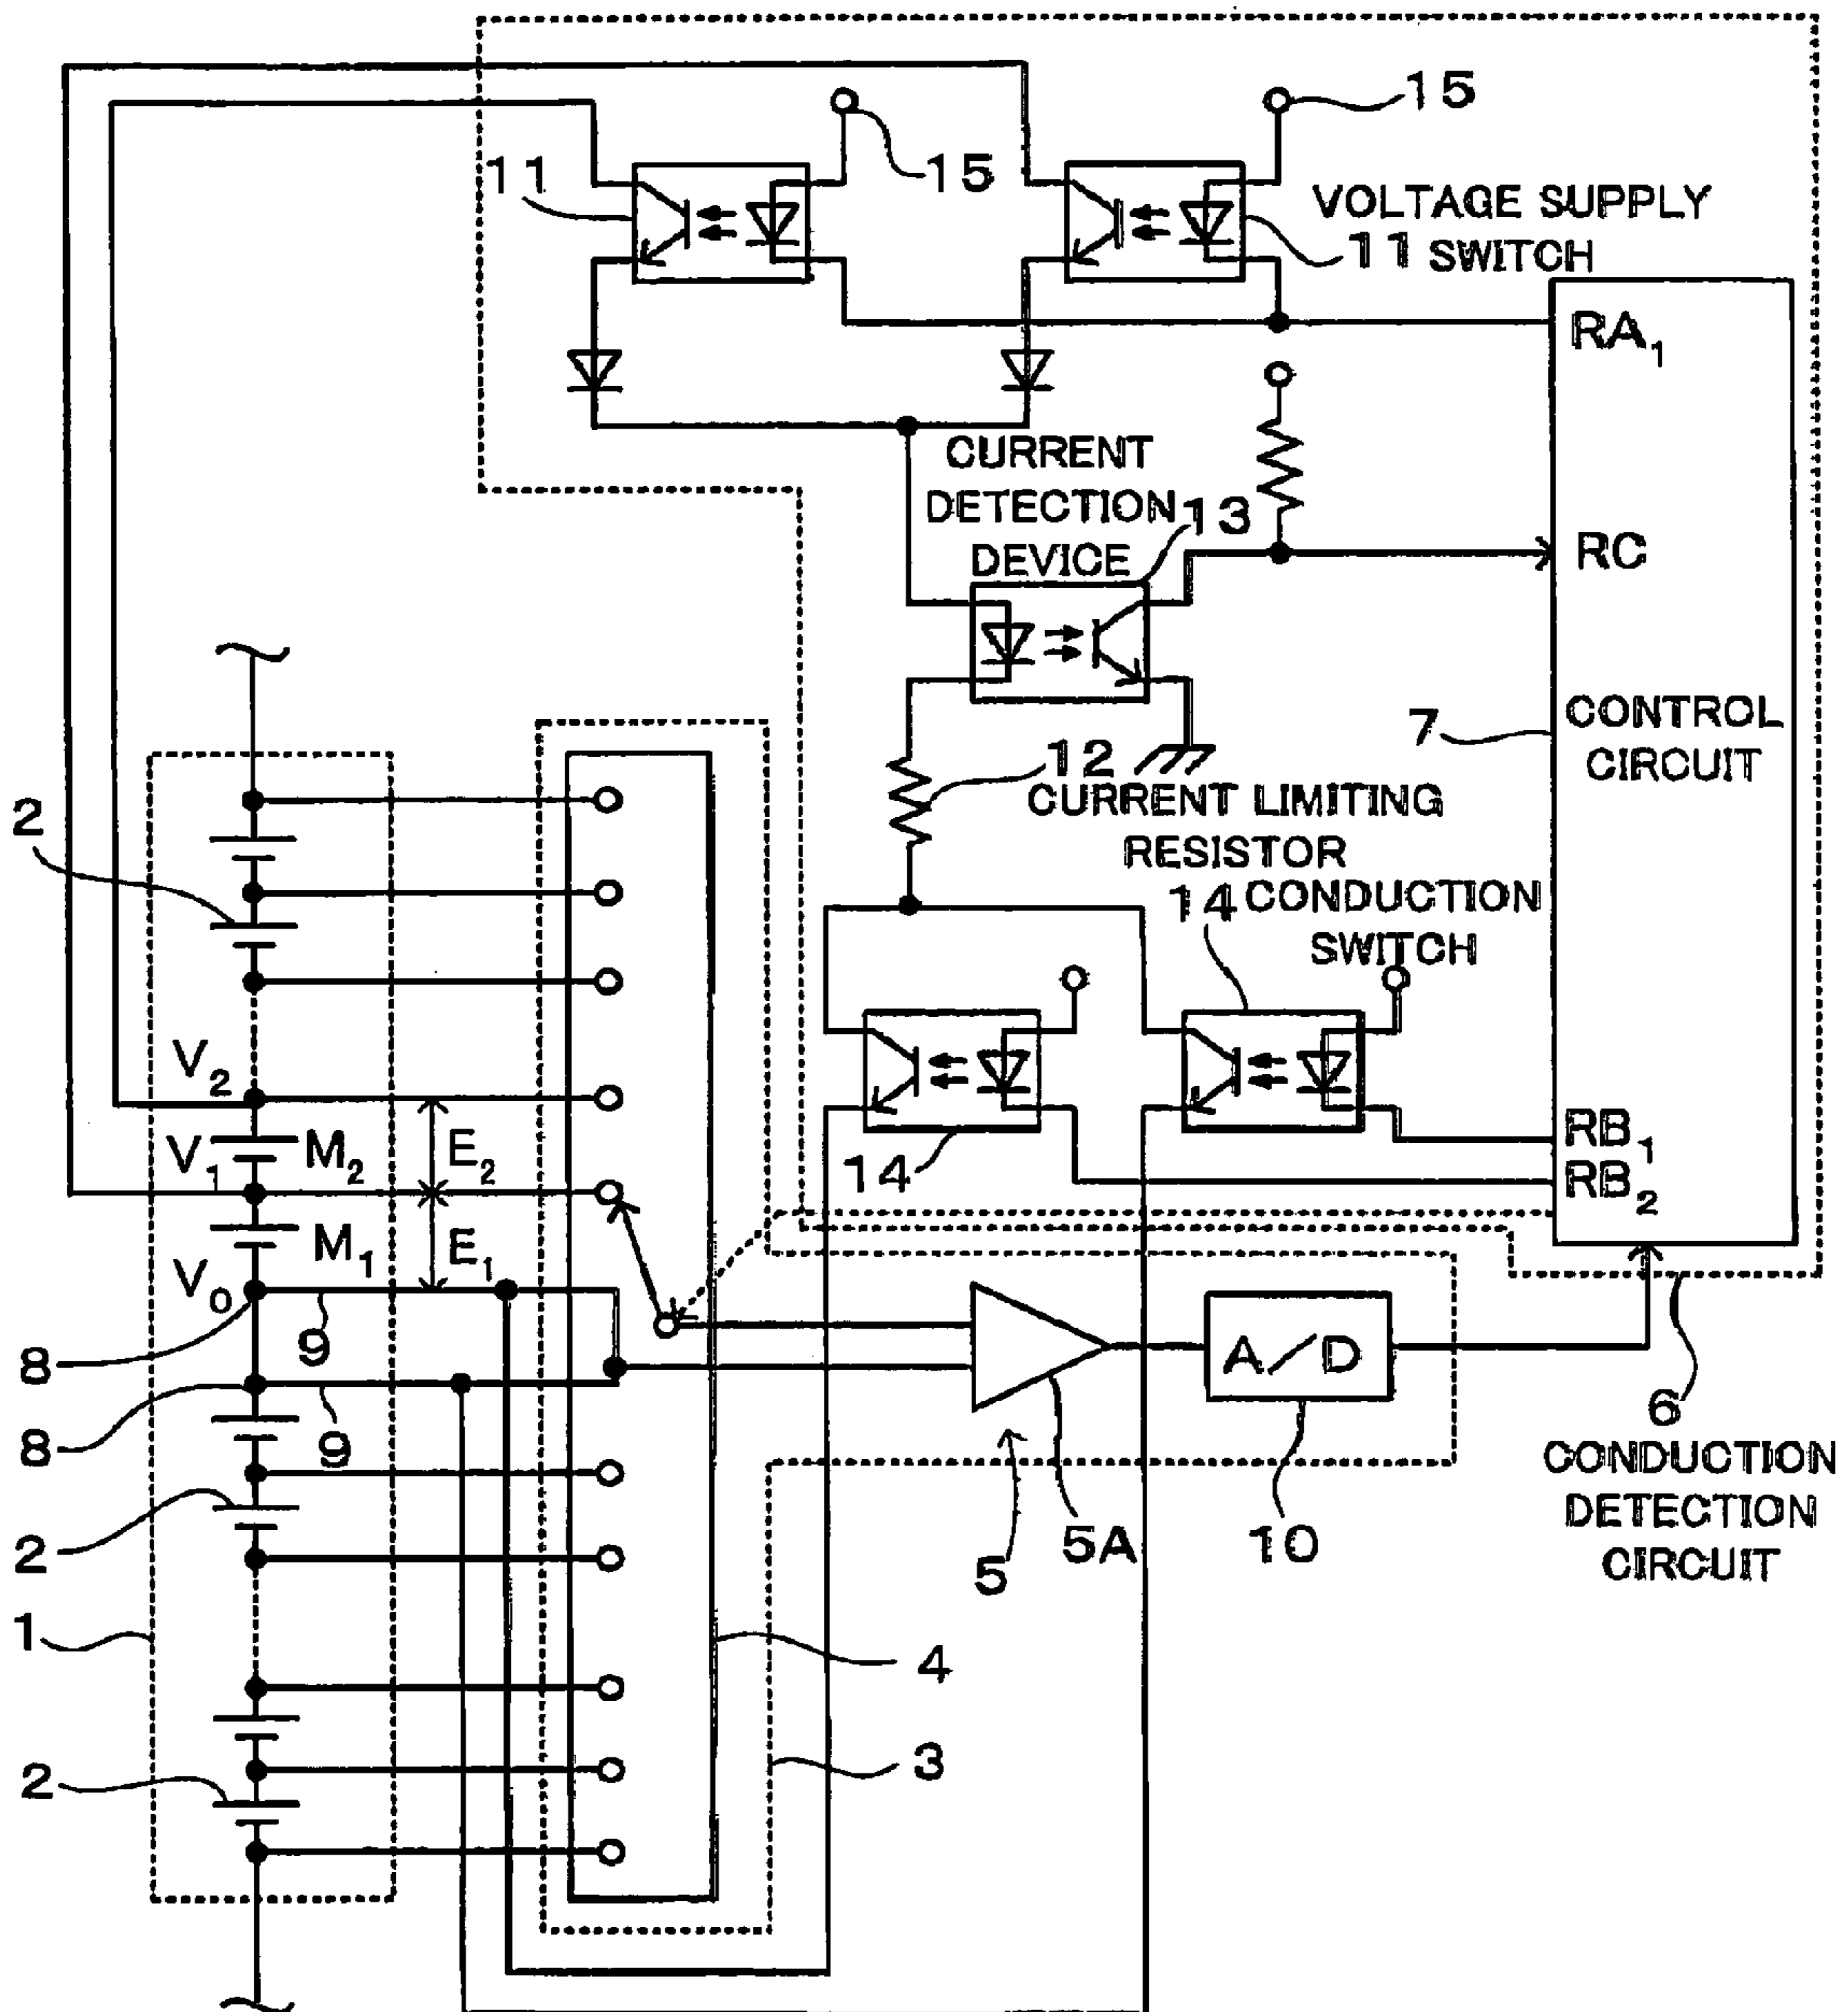 15
15
11
VOLTAGE SUPPLY
11 SWITCH
RA1
CURRENT
DETECTION
13
DEVICE
RC
7
CONTROL
CIRCUIT
12
CURRENT LIMITING
RESISTOR
2
14 CONDUCTION
SWITCH
V2
V1
M2
E2
14
RB1
RB2
M1
E1
V0
9
8
A/D
6
8
9
5
5A
10
CONDUCTION
DETECTION
CIRCUIT
2
1
4
3
2